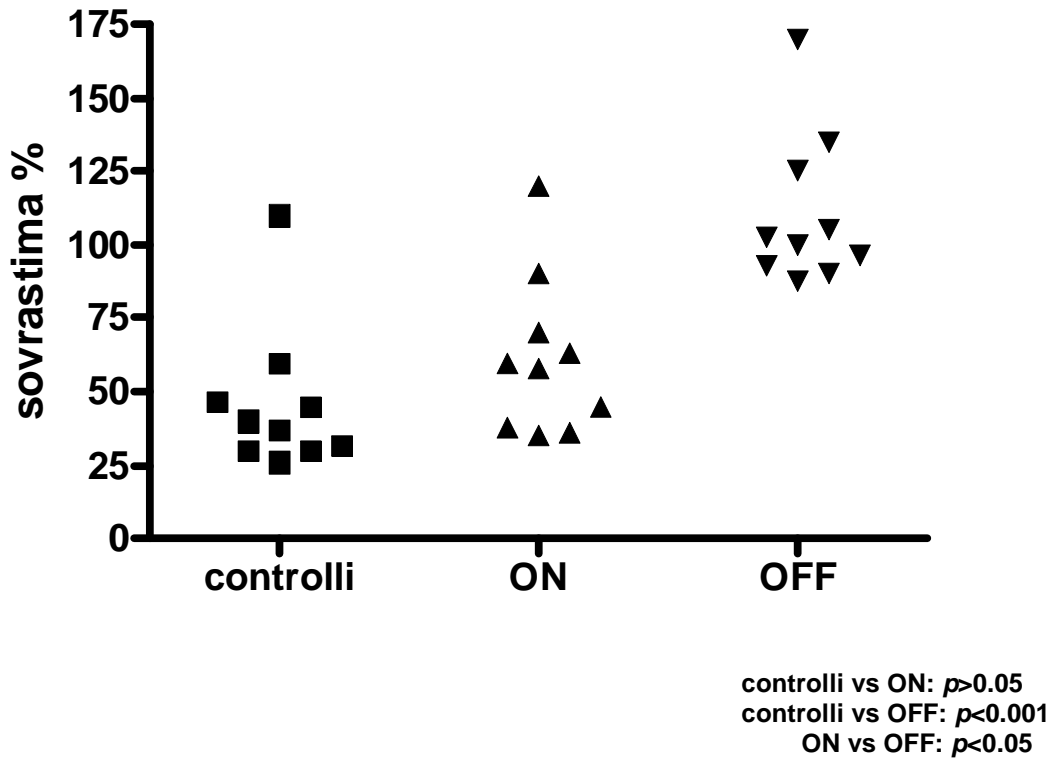 175
150
125
100
75
50
25
0
sovrastima %
controlli ON OFF
controlli vs ON: p>0.05
controlli vs OFF: p<0.001
ON vs OFF: p<0.05